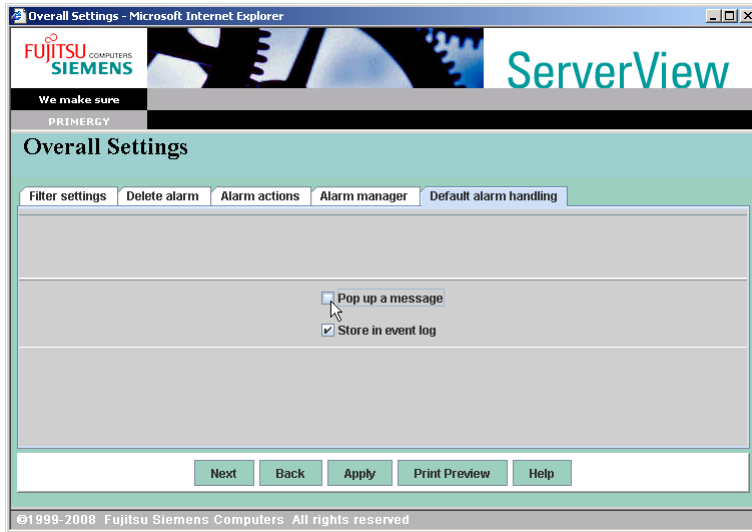 Overall Settings - Microsoft Internet Explorer
FUJITSU COMPUTERS
SIEMENS
ServerView
We make sure
PRIMERGY
Overall Settings
Filter settings Delete alarm Alarm actions Alarm manager Default alarm handling
Pop up a message
Store in event log
Next Back Apply Print Preview Help
©1999-2008 Fujitsu Siemens Computers All rights reserved